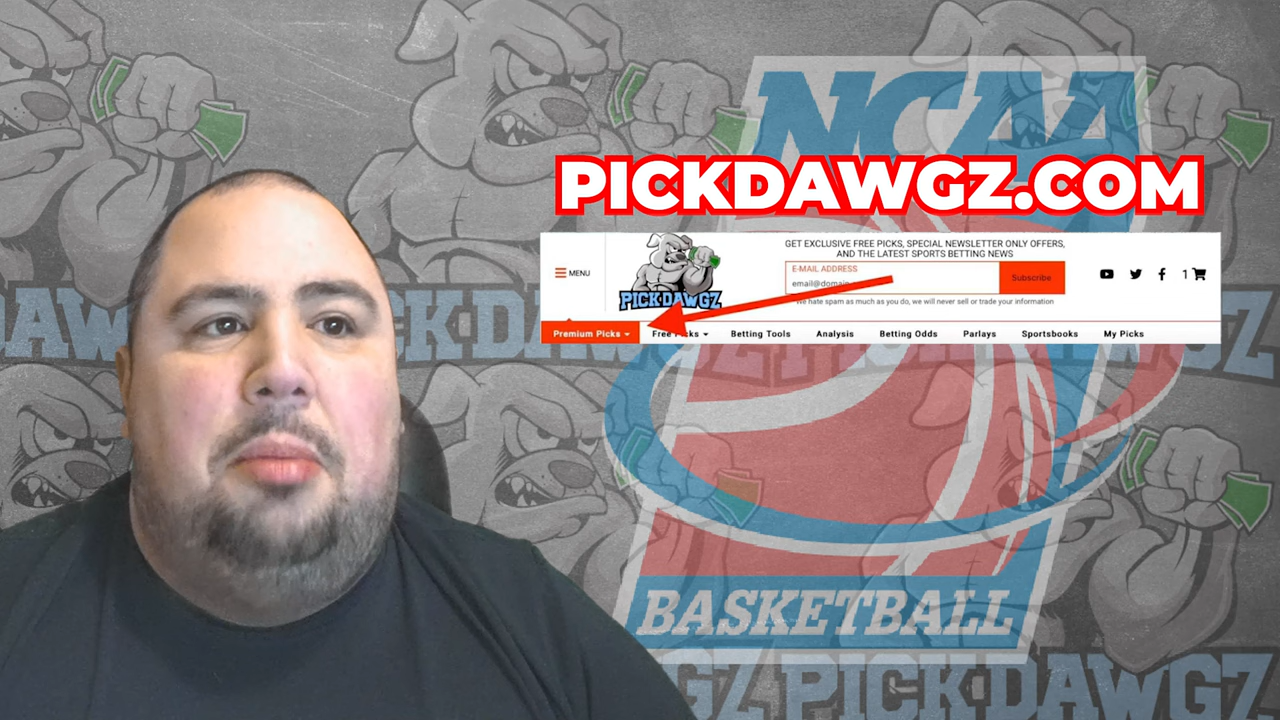 NCAA
PICKDAWGZ.COM
GET EXCLUSIVE FREE PICKS, SPECIAL NEWSLETTER ONLY OFFERS,
AND THE LATEST SPORTS BETTING NEWS
MENU
E-MAIL ADDRESS
Subscribe
1
email@domain
PICKDAWGZ
We hate spam as much as you do, we will never sell or trade your information
Premium Picks Free Picks Betting Tools Analysis Betting Odds Parlays Sportsbooks My Picks
BASKETBALL
PICKDAWGZ